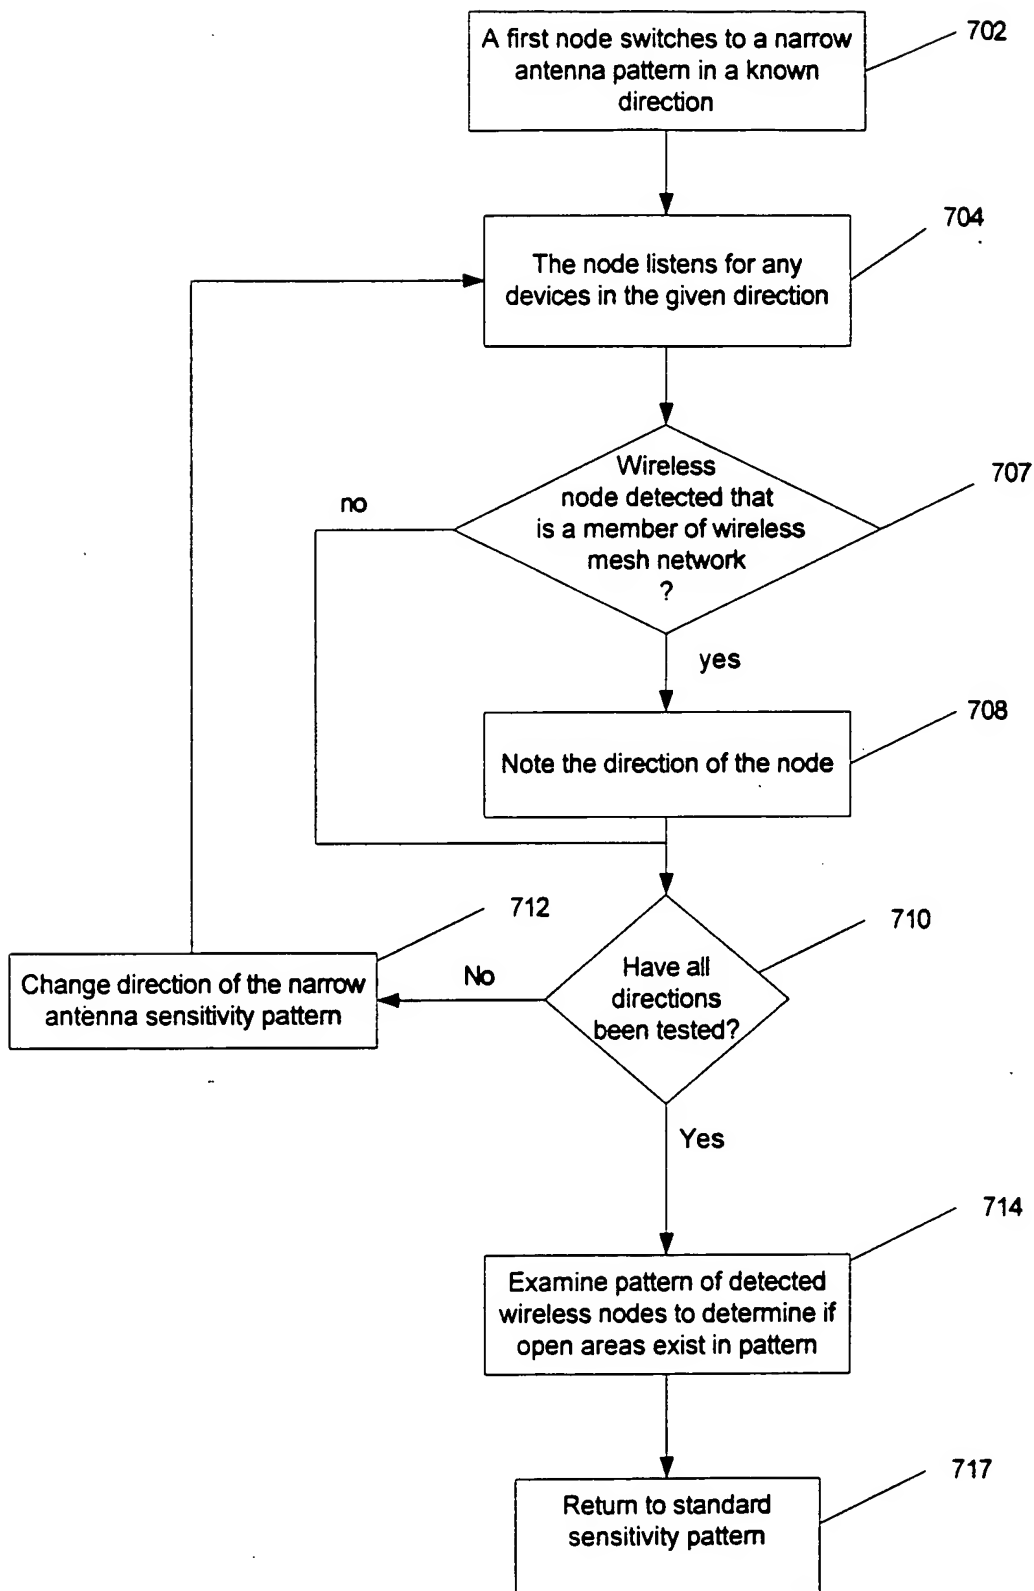 A first node switches to a narrow
antenna pattern in a known
direction
702
704
The node listens for any
devices in the given direction
Wireless
node detected that
is a member of wireless
mesh network
?
707
no
yes
708
Note the direction of the node
712
710
Change direction of the narrow
antenna sensitivity pattern
No
Have all
directions
been tested?
Yes
714
Examine pattern of detected
wireless nodes to determine if
open areas exist in pattern
717
Return to standard
sensitivity pattern